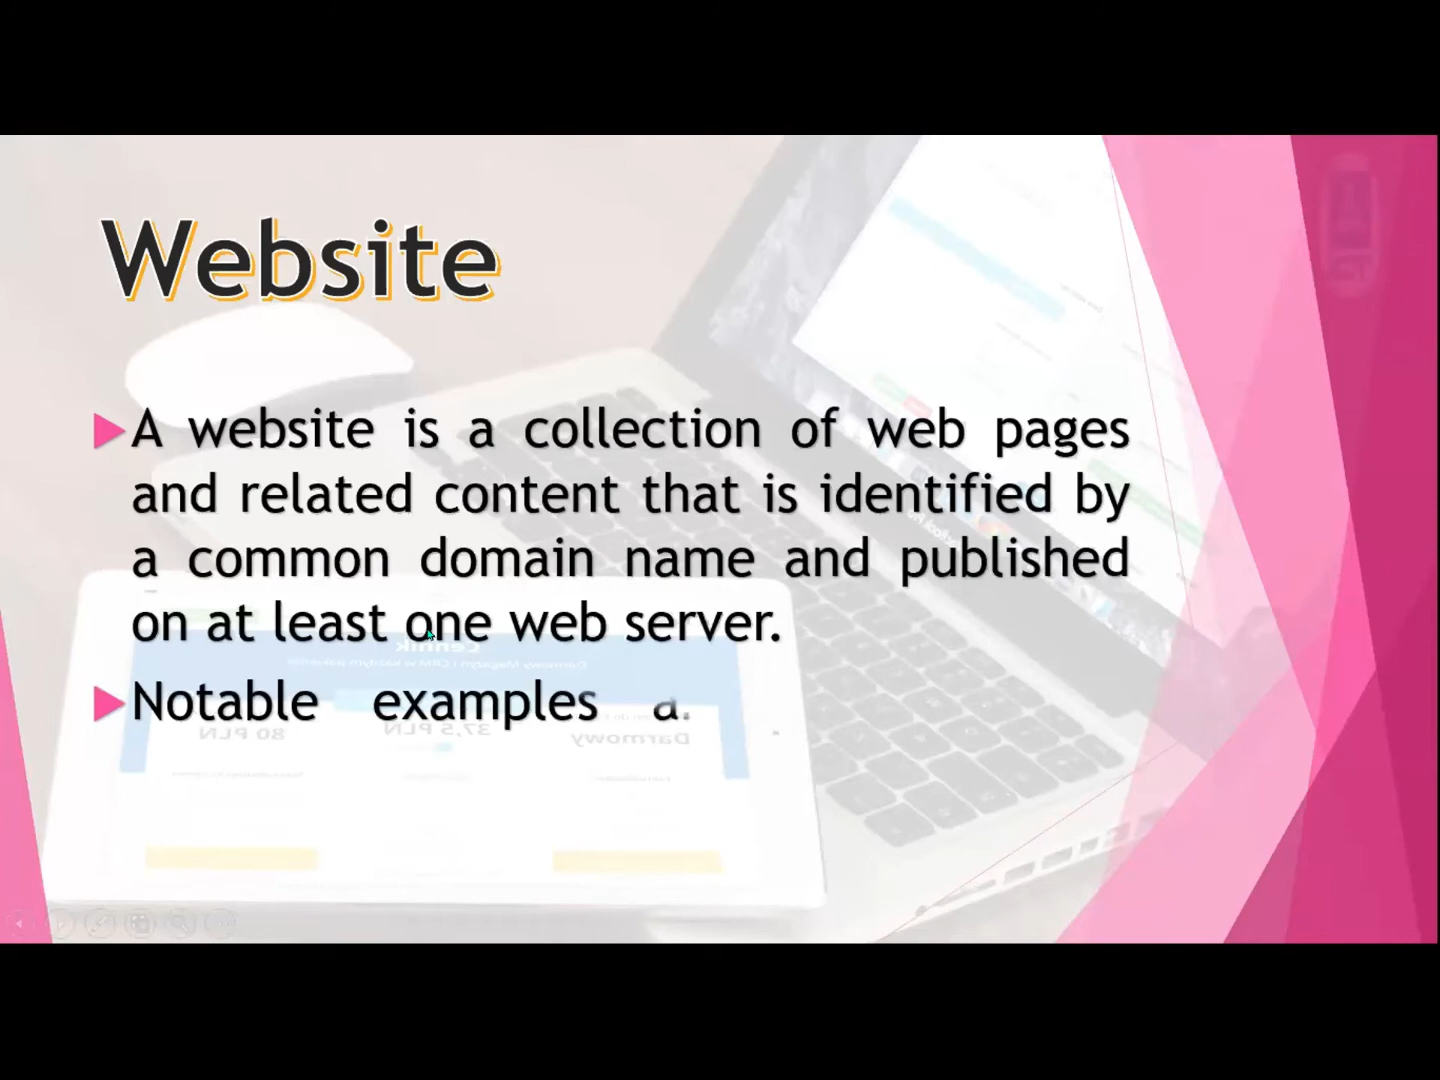 Website
A website is a collection of web pages
and related content that is identified by
a common domain name and published
on at least one web server.
Notable examples